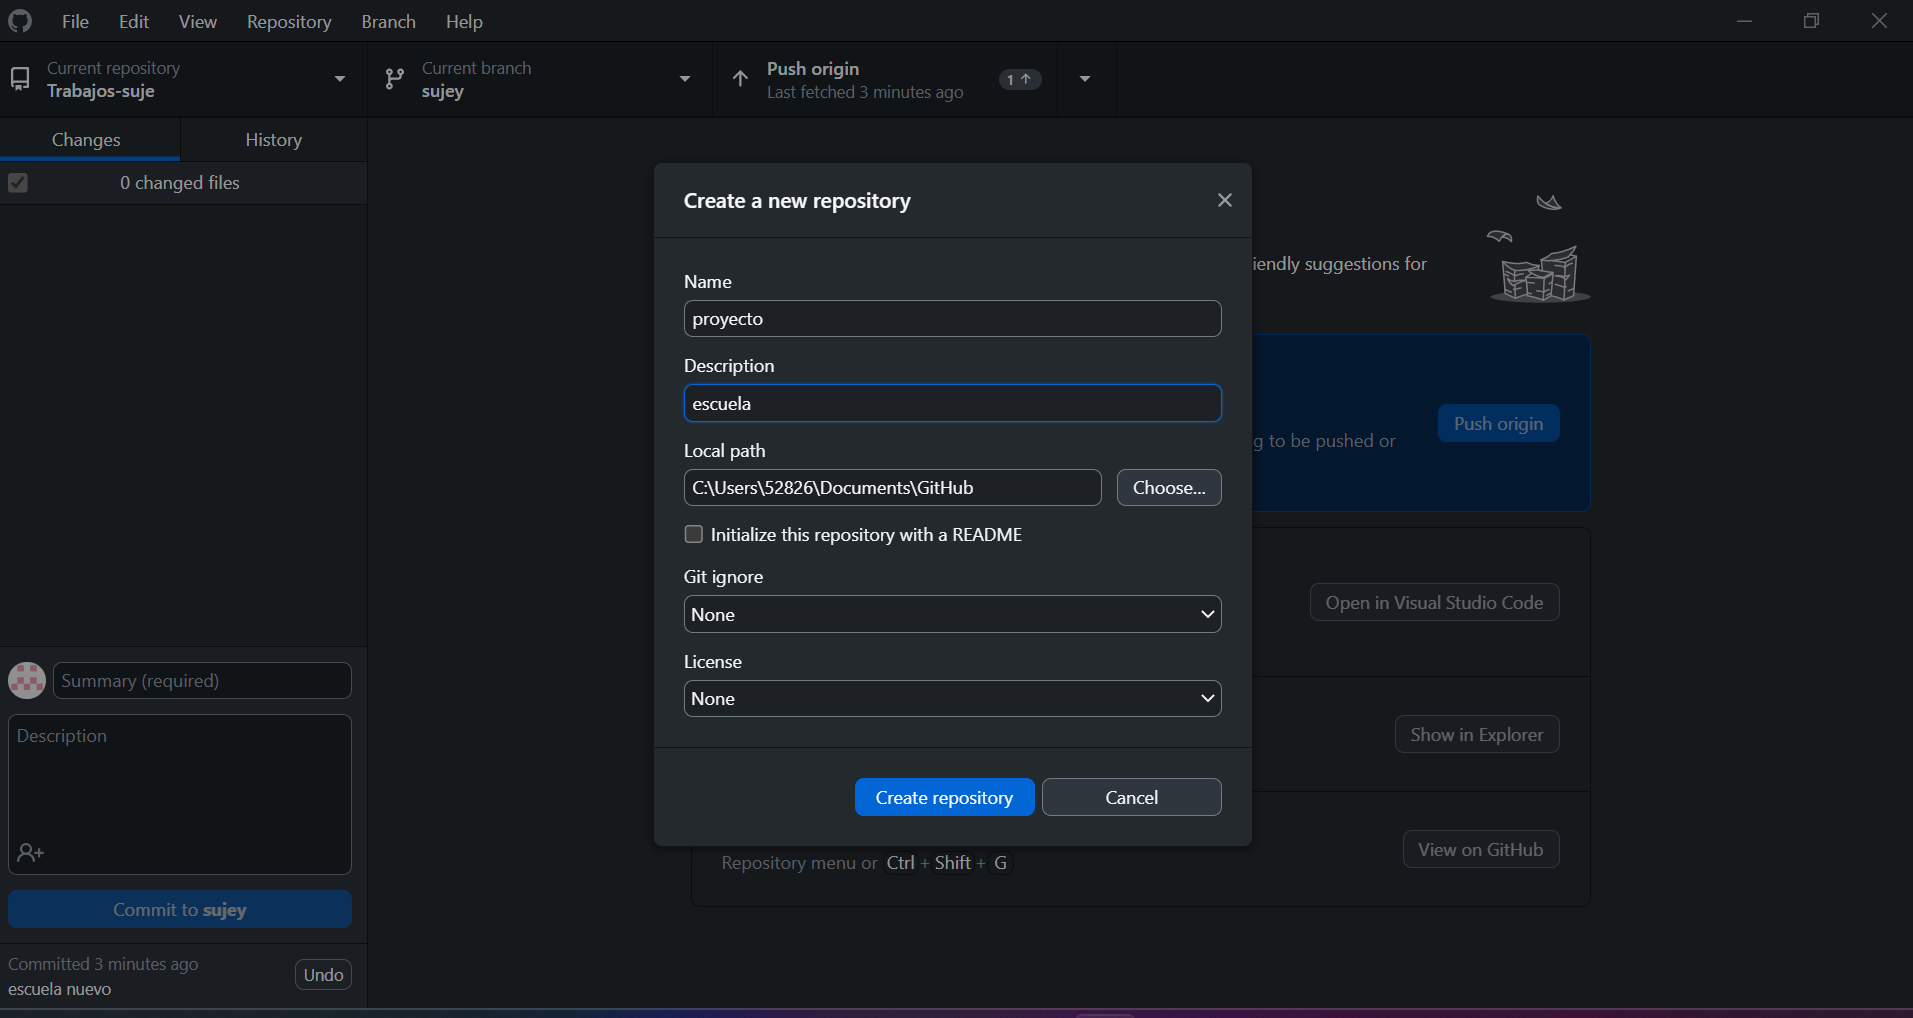 File Edit View Repository Branch Help
Current repository
Trabajos-suje
Current branch
sujey
Push origin
Last fetched 3 minutes ago
1
Changes History
0 changed files
Create a new repository
Name
proyecto
Description
escuela
Local path
C:\Users\52826\Documents\GitHub
Choose...
Initialize this repository with a README
Git ignore
None
License
None
Create repository
Cancel
iendly suggestions for
g to be pushed or
Push origin
Open in Visual Studio Code
Show in Explorer
View on GitHub
Repository menu or Ctrl + Shift + G
Summary (required)
Description
Commit to sujey
Committed 3 minutes ago
escuela nuevo
Undo